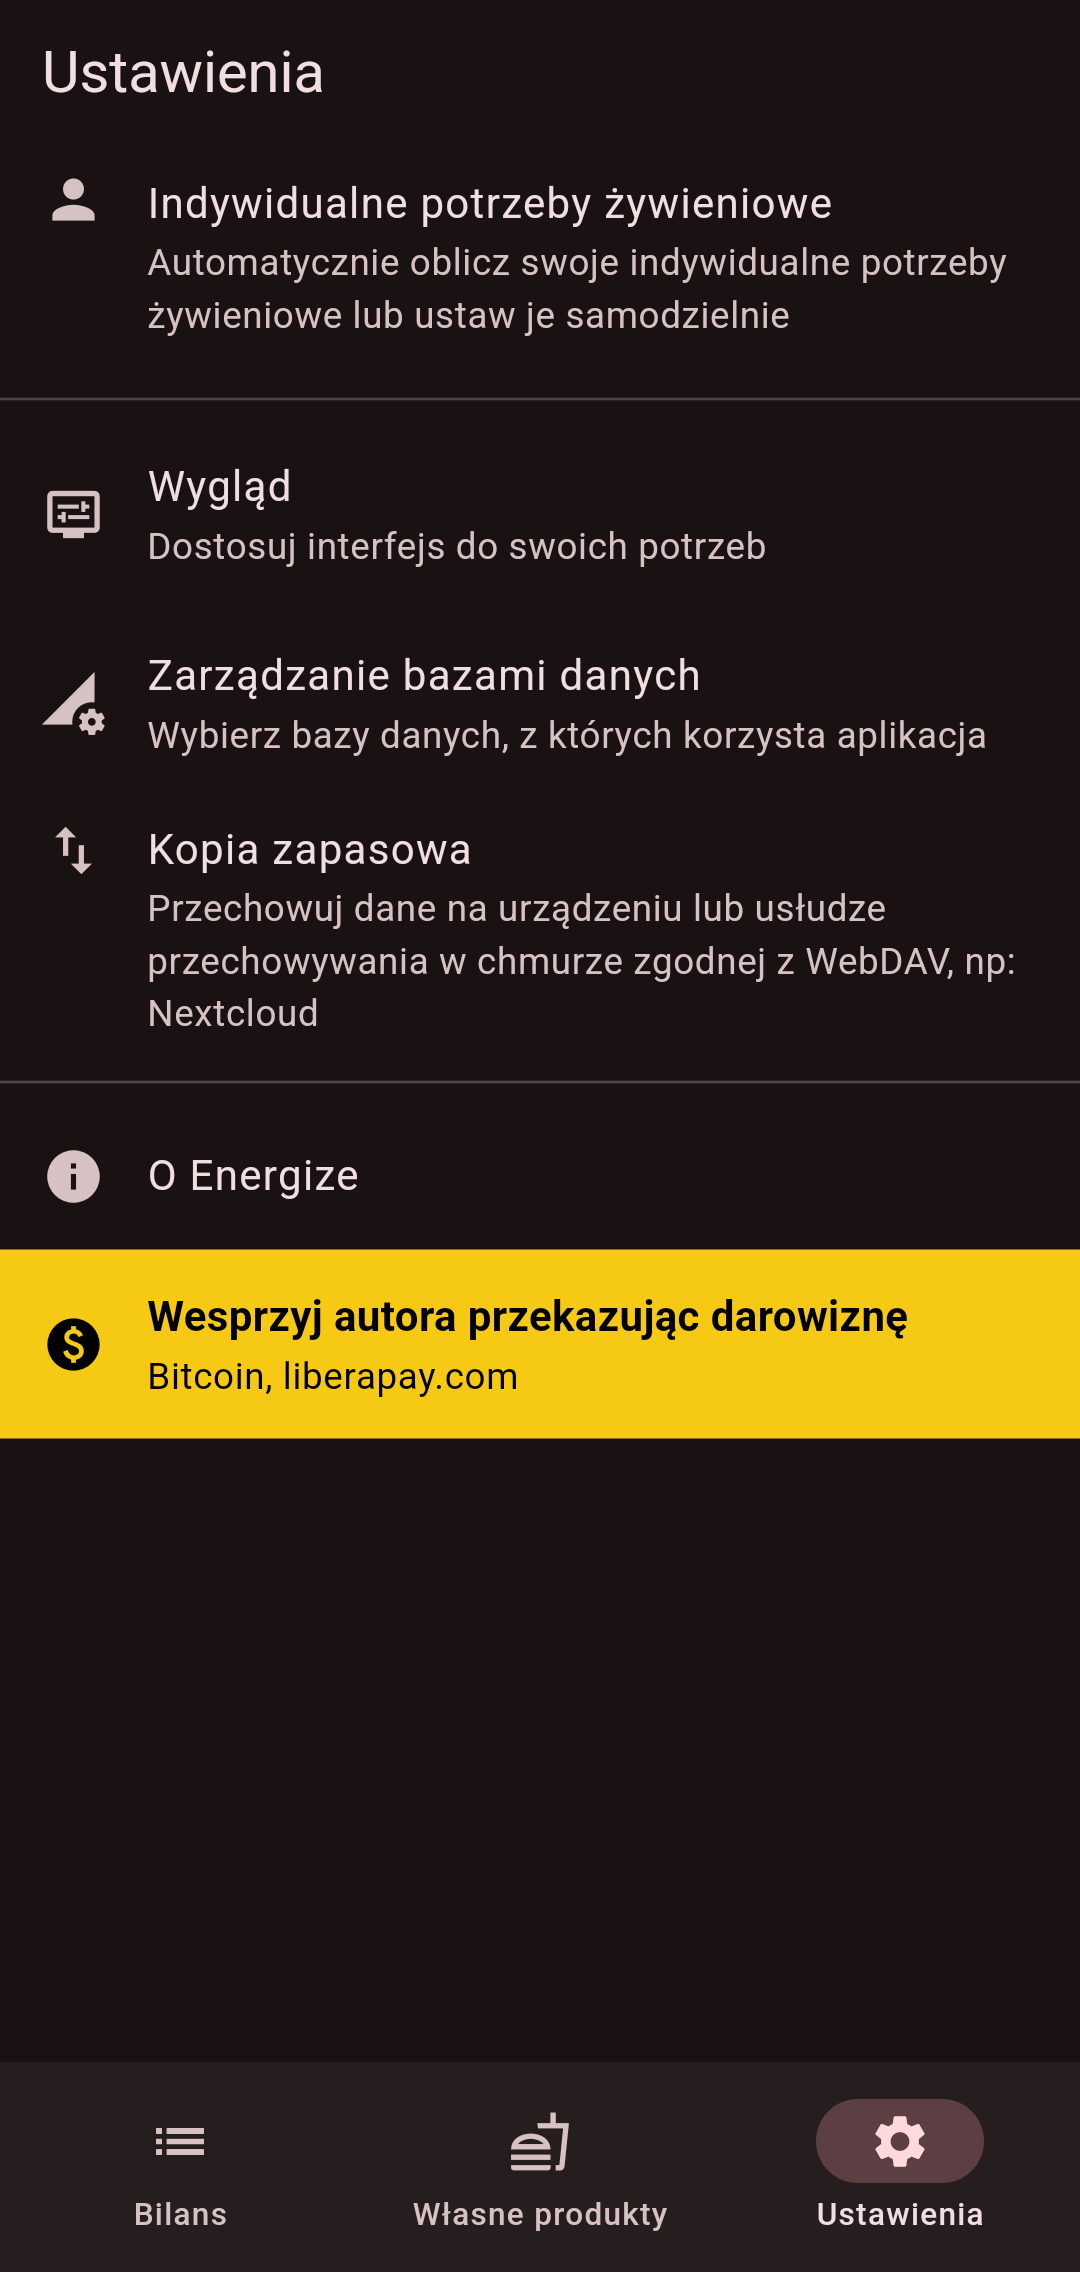 Ustawienia
Indywidualne potrzeby żywieniowe
Automatycznie oblicz swoje indywidualne potrzeby
żywieniowe lub ustaw je samodzielnie
Wygląd
Dostosuj interfejs do swoich potrzeb
Zarządzanie bazami danych
Wybierz bazy danych, z których korzysta aplikacja
Kopia zapasowa
Przechowuj dane na urządzeniu lub usłudze
przechowywania w chmurze zgodnej z WebDAV, np:
Nextcloud
O Energize
Wesprzyj autora przekazując darowiznę
Bitcoin, liberapay.com
Bilans
Własne produkty
Ustawienia